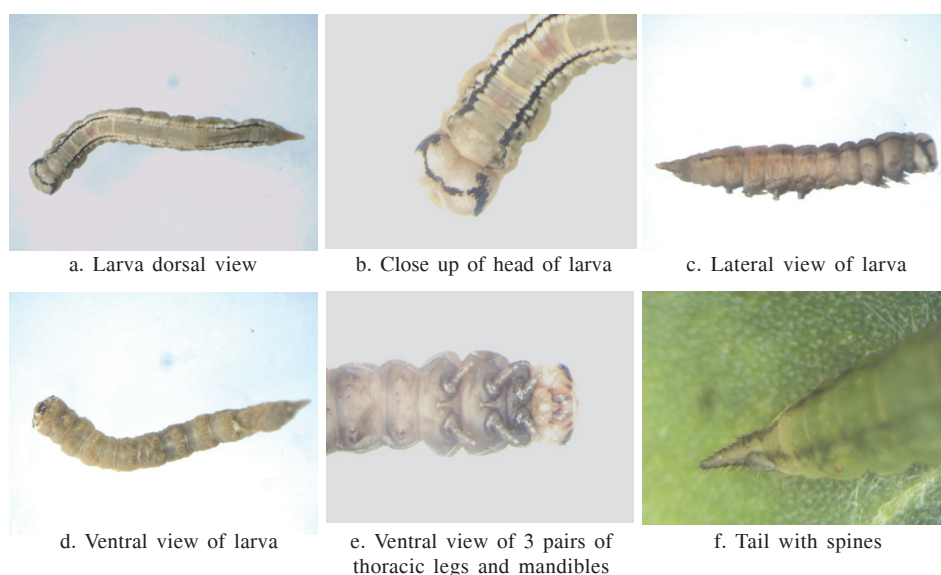 a. Larva dorsal view
b. Close up of head of larva
c. Lateral view of larva
d. Ventral view of larva
e. Ventral view of 3 pairs of
thoracic legs and mandibles
f. Tail with spines